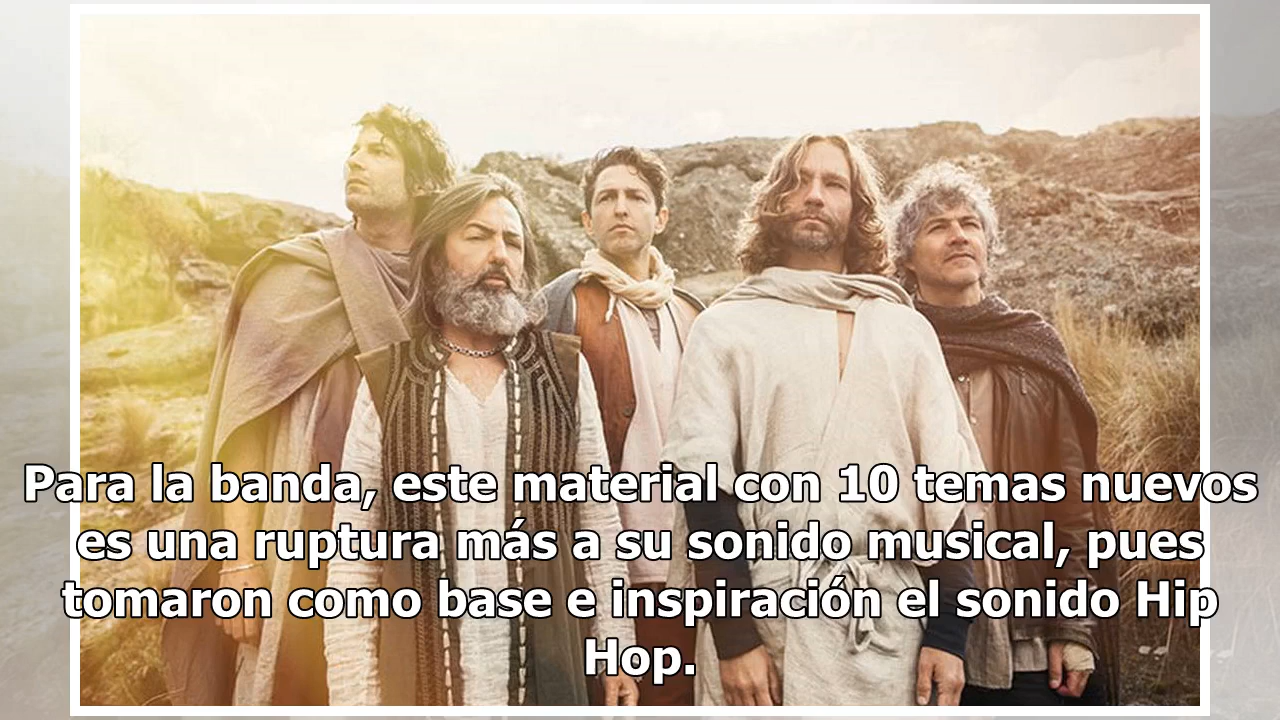 Para la banda, este material con 10 temas nuevos
es una ruptura más a su sonido musical, pues
tomaron como base e inspiración el sonido Hip
Hop.